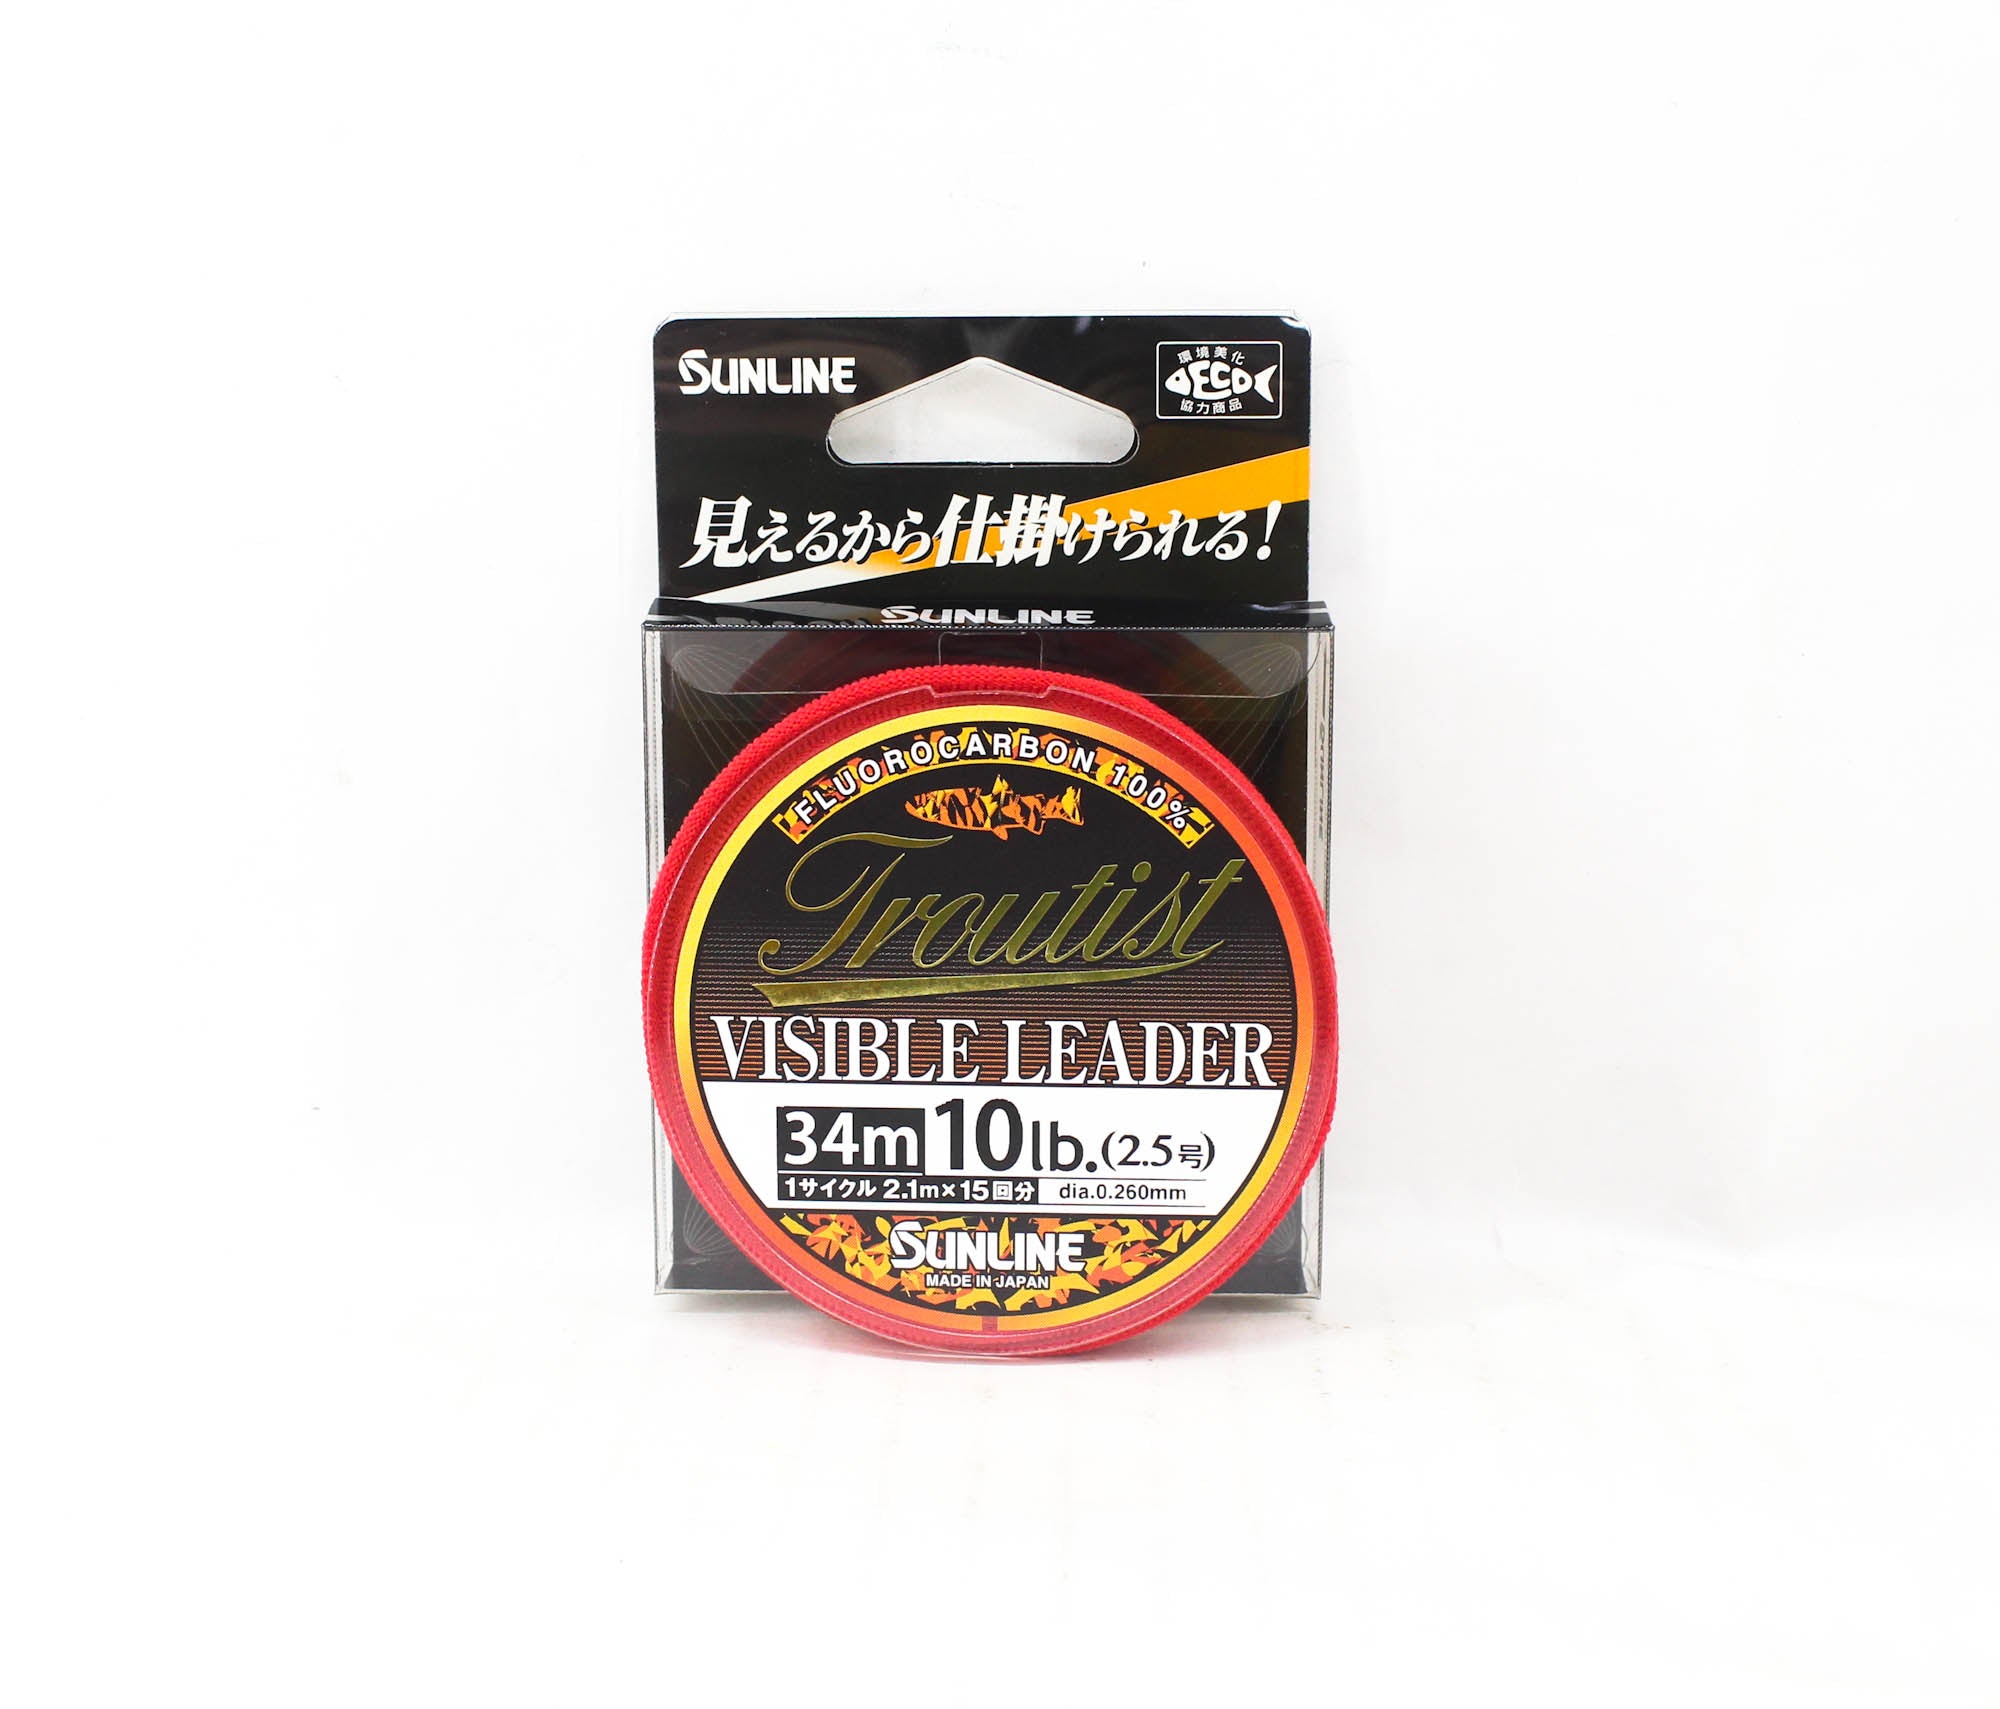 SUNLINE
環境美化
ECO
協力商品
見えるから仕掛けられる!
SUNLINE
FLUOROCARBON 100%
Troutist
VISIBLE LEADER
34m 10lb.(2.5号)
1サイクル 2.1m×15回分 dia.0.260mm
SUNLINE
MADE IN JAPAN